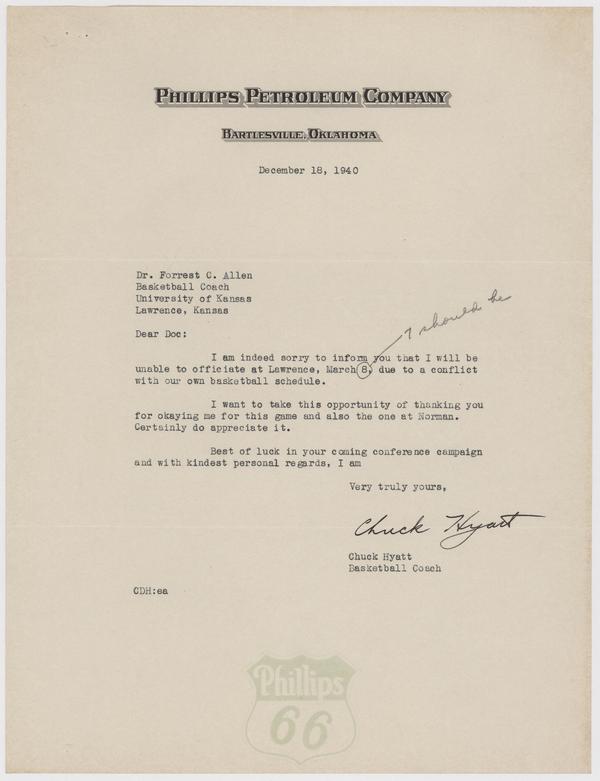 PHILLIPS PETROLEUM COMPANY
BARTLESVILLE, OKLAHOMA
December 18, 1940
Dr. Forrest C. Allen
Basketball Coach
University of Kansas
Lawrence, Kansas
7 should be
Dear Doc:
I am indeed sorry to inform you that I will be
unable to officiate at Lawrence, March 8, due to a conflict
with our own basketball schedule.
I want to take this opportunity of thanking you
for okaying me for this game and also the one at Norman.
Certainly do appreciate it.
Best of luck in your coming conference campaign
and with kindest personal regards, I am
Very truly yours,
Chuck Hyatt
Chuck Hyatt
Basketball Coach
CDH:ea
Phillips
66